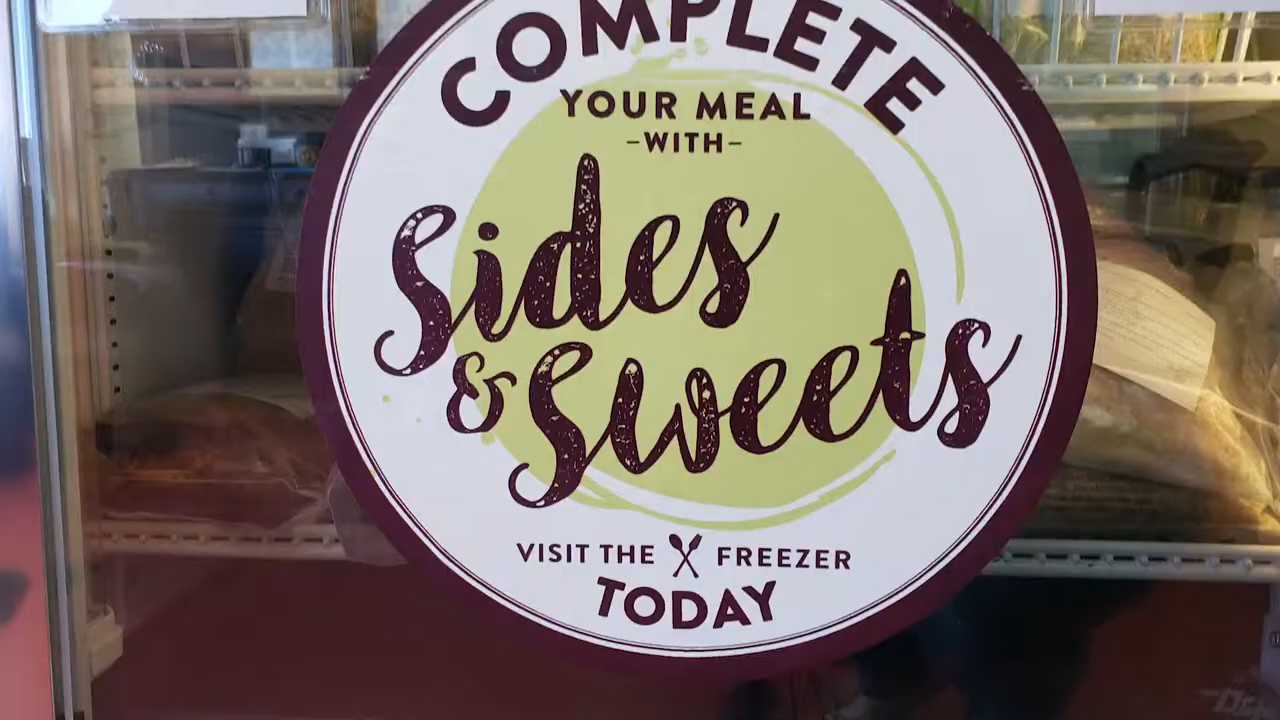 COMPLETE
YOUR MEAL
-WITH-
Sides
& Sweets
VISIT THE FREEZER
TODAY